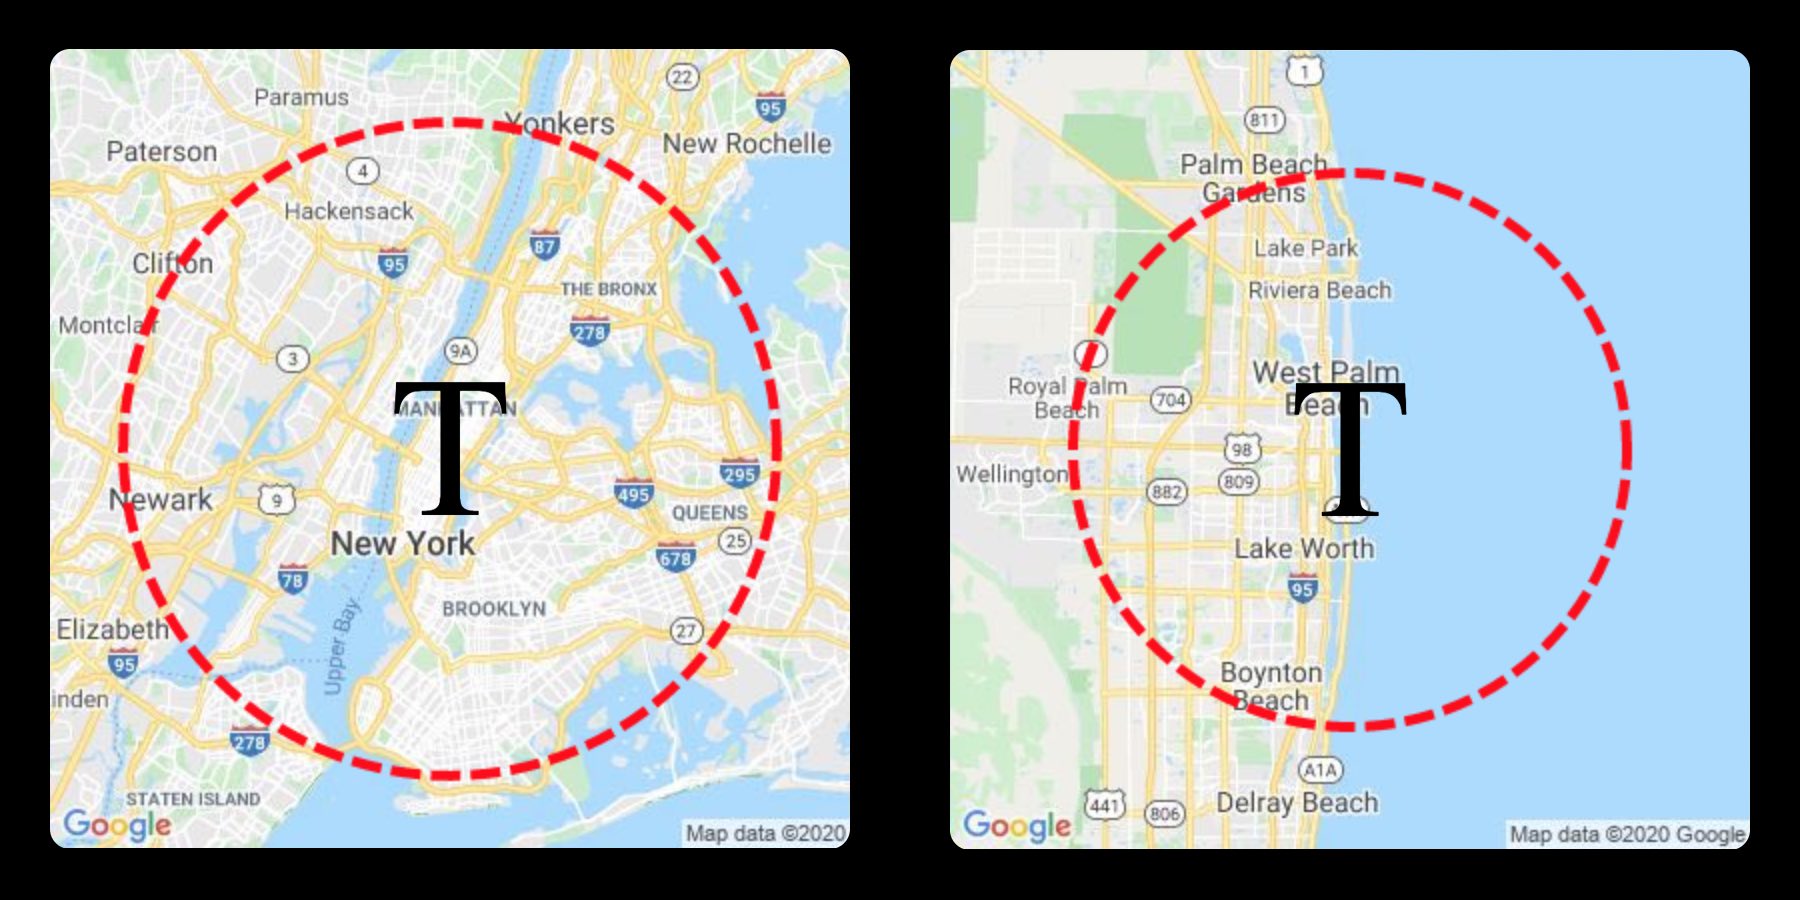 Paramus
22
95
Yonkers
New Rochelle
Paterson
4
Hackensack
87
95
Clifton
THE BRONX
278
Montclair
3
9A
MANHATTAN
T
295
495
Newark
9
QUEENS
New York
25
678
78
BROOKLYN
Elizabeth
27
95
Upper Bay
inden
278
STATEN ISLAND
Google
Map data ©2020
1
811
Palm Beach
Gardens
Lake Park
Riviera Beach
West Palm
Beach
Royal Palm
Beach
704
T
98
Wellington
809
882
Lake Worth
95
Boynton
Beach
A1A
441
806
Delray Beach
Google
Map data ©2020 Google